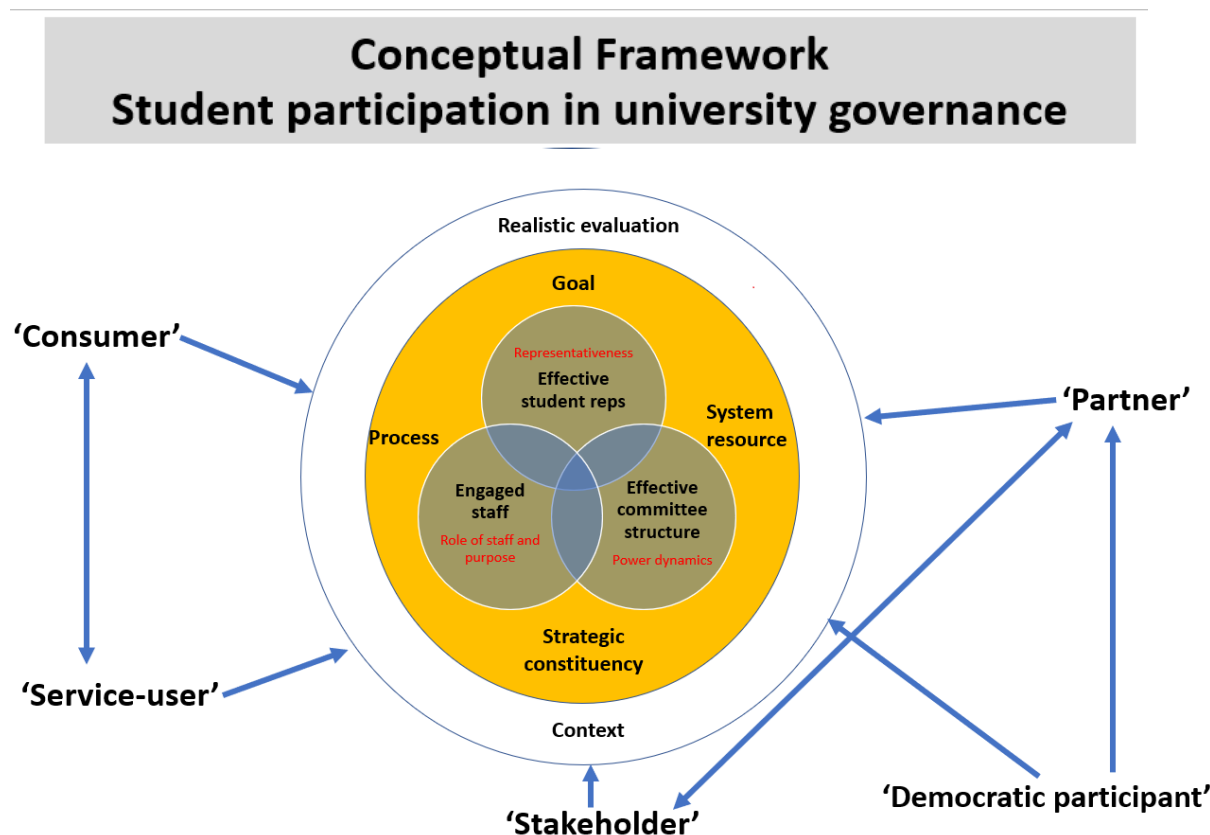 Conceptual Framework
Student participation in university governance
Realistic evaluation
Goal
‘Consumer’
Representativeness
Effective
student reps
‘Partner’
System
resource
Process
Engaged
staff
Role of staff and
purpose
Effective
committee
structure
Power dynamics
Strategic
constituency
‘Service-user’
Context
‘Democratic participant’
‘Stakeholder’